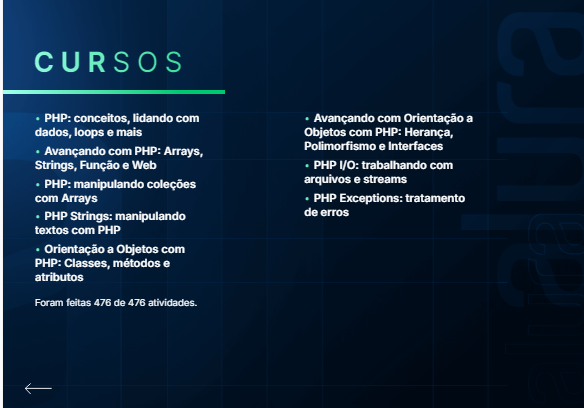 CURSOS
• PHP: conceitos, lidando com
dados, loops e mais
• Avançando com PHP: Arrays,
Strings, Função e Web
• PHP: manipulando coleções
com Arrays
• PHP Strings: manipulando
textos com PHP
• Orientação a Objetos com
PHP: Classes, métodos e
atributos
Foram feitas 476 de 476 atividades.
• Avançando com Orientação a
Objetos com PHP: Herança,
Polimorfismo e Interfaces
• PHP I/O: trabalhando com
arquivos e streams
• PHP Exceptions: tratamento
de erros
alura